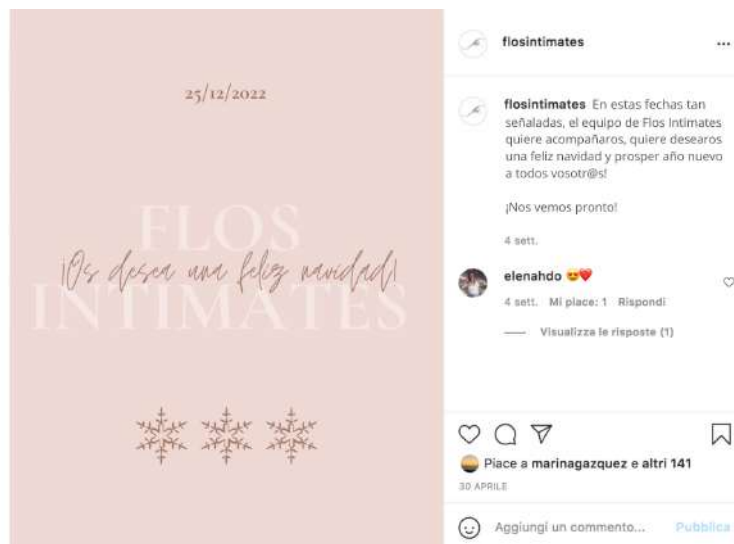 25/12/2022
FLOS
¡Os desea una feliz navidad!
INTIMATES
flosintimates
flosintimates En estas fechas tan
señaladas, el equipo de Flos Intimates
quiere acompañaros, quiere desearos
una feliz navidad y prosper año nuevo
a todos vosotr@s!
¡Nos vemos pronto!
4 sett.
elenahdo 😍❤️
4 sett. Mi piace: 1 Rispondi
Visualizza le risposte (1)
Piace a marinagazquez e altri 141
30 APRILE
Aggiungi un commento... Pubblica